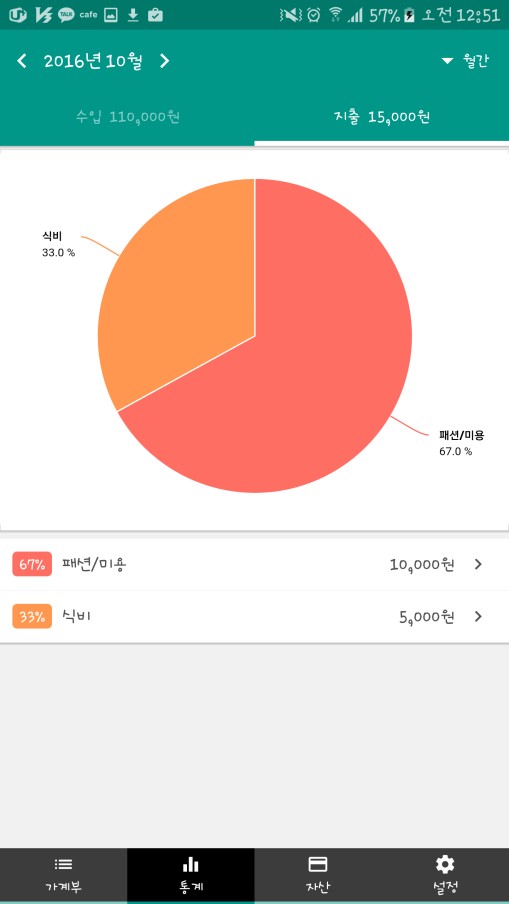 TALK cafe 57% 오전 12:51
2016년 10월 월간
수입 110,000원 지출 15,000원
식비
33.0 %
패션/미용
67.0 %
67% 패션/미용 10,000원
33% 식비 5,000원
가계부 통계 자산 설정